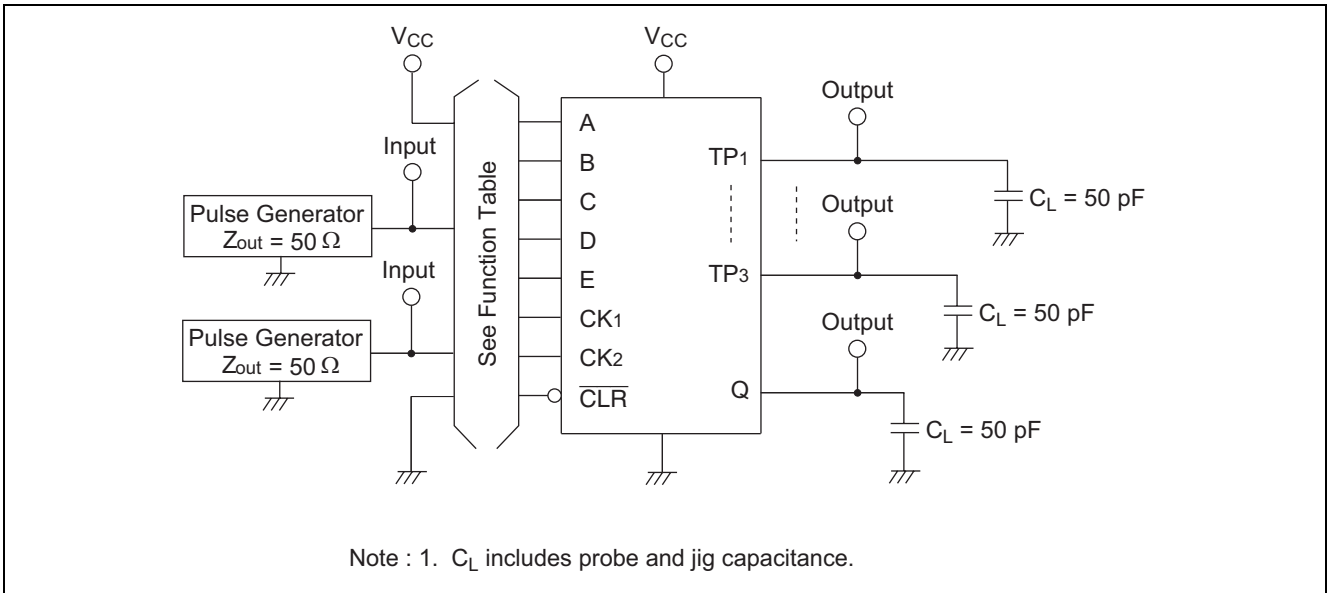 VCC
VCC
Output
Input
A
B
C
D
E
CK1
CK2
CLR
TP1
CL = 50 pF
Pulse Generator
Zout = 50 Ω
See Function Table
Output
Input
TP3
CL = 50 pF
Pulse Generator
Zout = 50 Ω
Output
Q
CL = 50 pF
Note : 1. CL includes probe and jig capacitance.